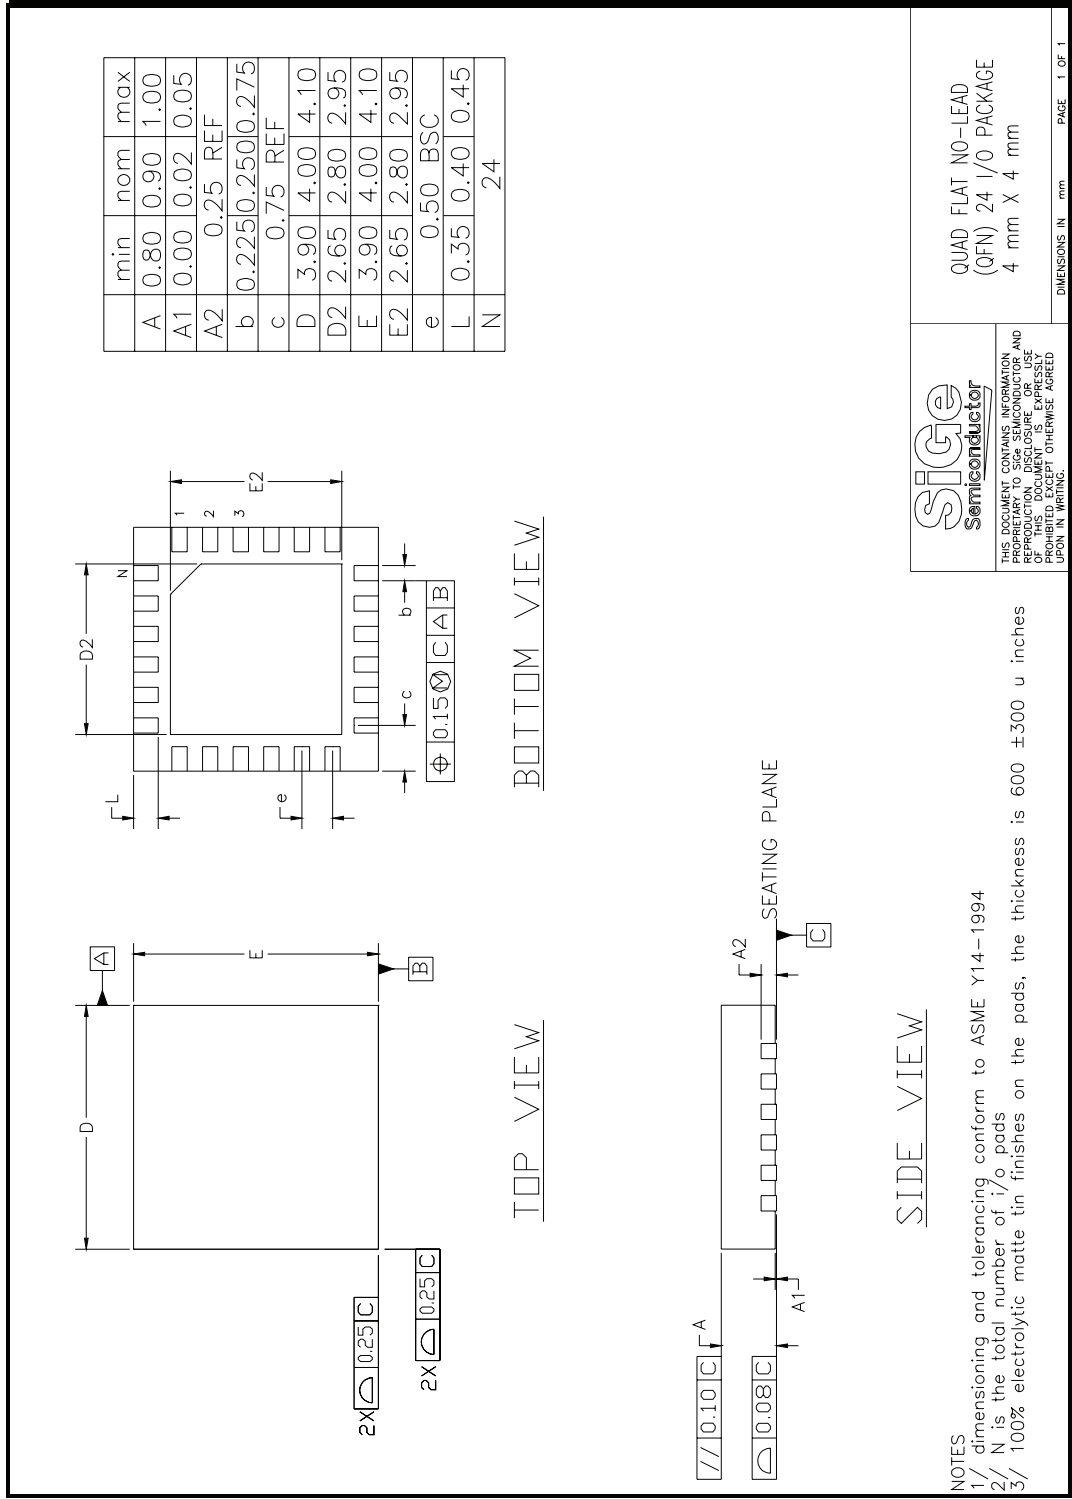 2X 0.25 C
2X 0.25 C
D
A
E
B
TOP VIEW
L
e
D2
N
1
2
3
E2
b
c
0.15 M C A B
BOTTOM VIEW
min nom max
A 0.80 0.90 1.00
A1 0.00 0.02 0.05
A2 0.25 REF
b 0.225 0.250 0.275
c 0.75 REF
D 3.90 4.00 4.10
D2 2.65 2.80 2.95
E 3.90 4.00 4.10
E2 2.65 2.80 2.95
e 0.50 BSC
L 0.35 0.40 0.45
N 24
// 0.10 C
0.08 C
A
A1
A2
SEATING PLANE
C
SIDE VIEW
NOTES
1/ dimensioning and tolerancing conform to ASME Y14-1994
2/ N is the total number of i/o pads
3/ 100% electrolytic matte tin finishes on the pads, the thickness is 600 ±300 u inches
SiGe
Semiconductor
THIS DOCUMENT CONTAINS INFORMATION
PROPRIETARY TO SiGe SEMICONDUCTOR AND
REPRODUCTION DISCLOSURE OR USE
OF THIS DOCUMENT IS EXPRESSLY
PROHIBITED EXCEPT OTHERWISE AGREED
UPON IN WRITING.
QUAD FLAT NO-LEAD
(QFN) 24 I/O PACKAGE
4 mm X 4 mm
DIMENSIONS IN mm PAGE 1 OF 1